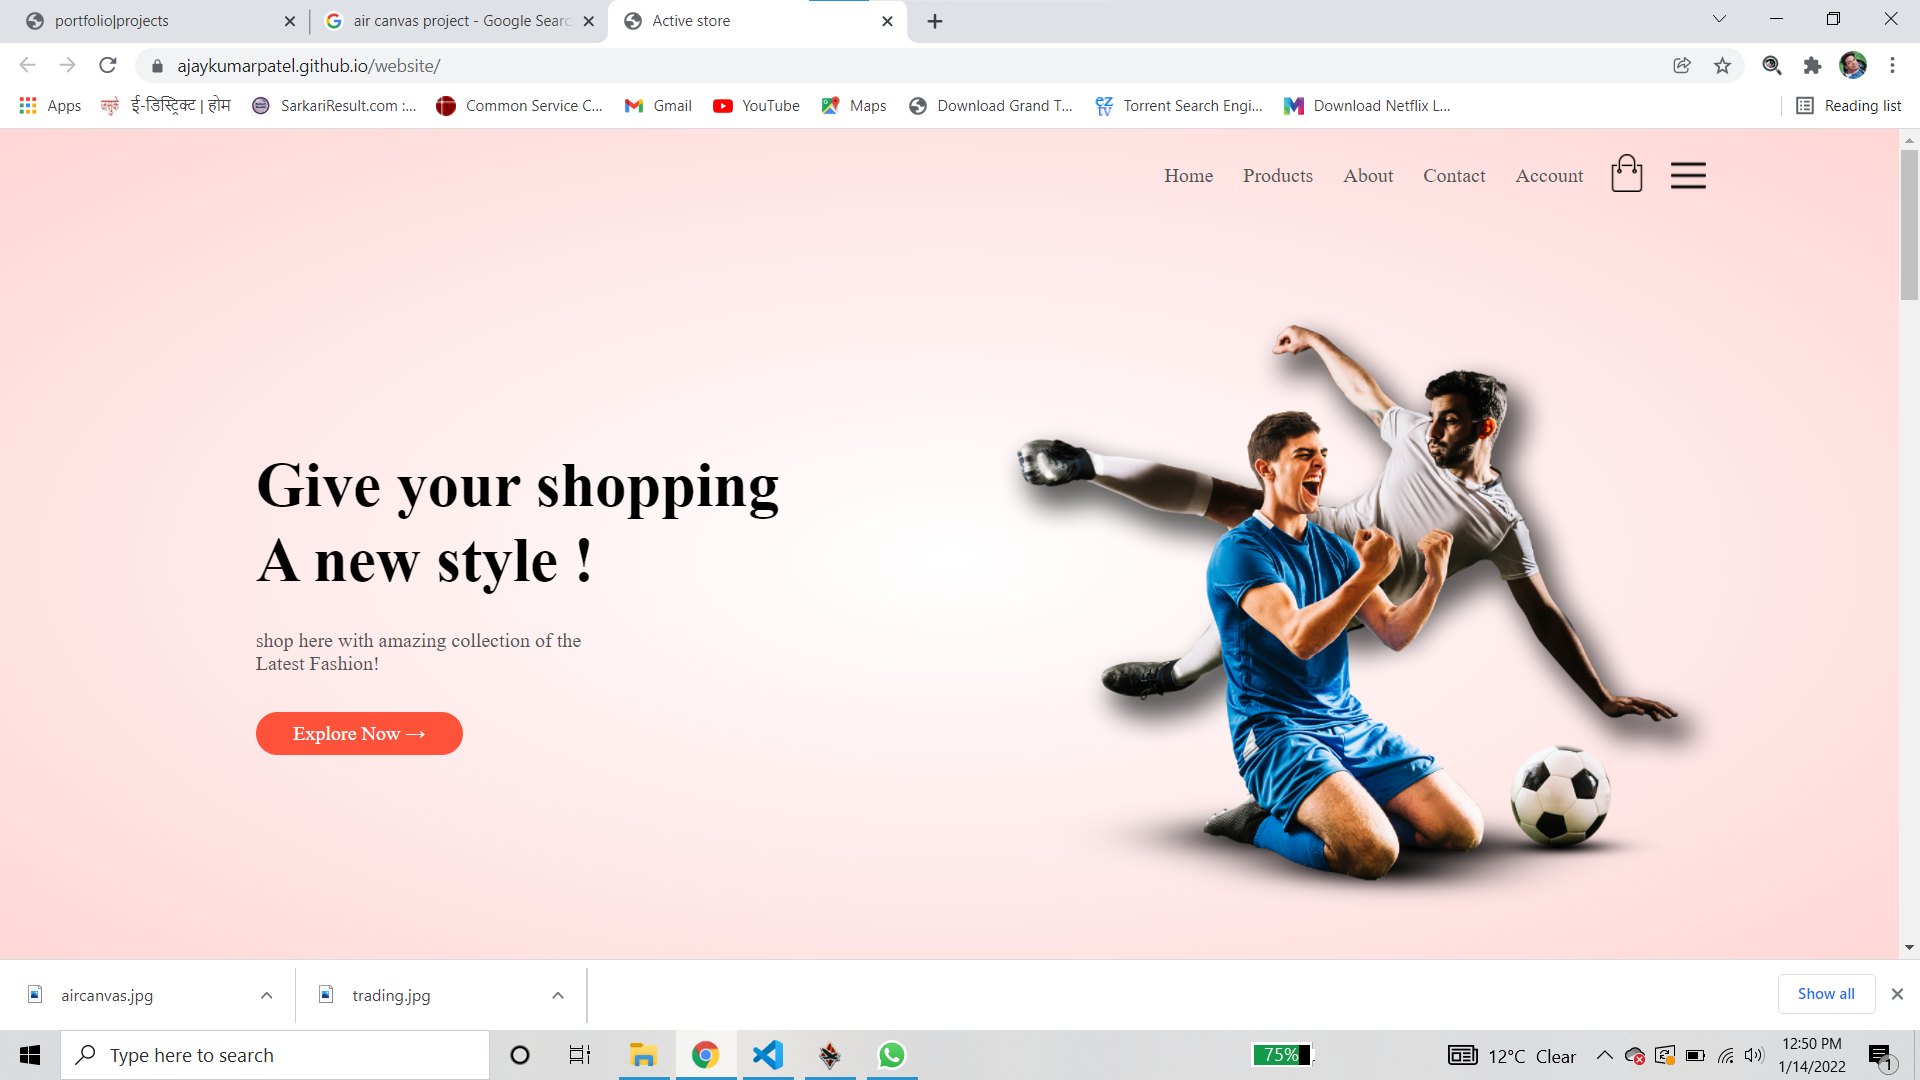 portfolio|projects
air canvas project - Google Searc
Active store
ajaykumarpatel.github.io/website/
Apps
ई-डिस्ट्रिक्ट | होम
SarkariResult.com :...
Common Service C...
Gmail
YouTube
Maps
Download Grand T...
Torrent Search Engi...
Download Netflix L...
Reading list
Home
Products
About
Contact
Account
Give your shopping
A new style !
shop here with amazing collection of the
Latest Fashion!
Explore Now →
aircanvas.jpg
trading.jpg
Show all
Type here to search
75%
12°C Clear
12:50 PM
1/14/2022
1